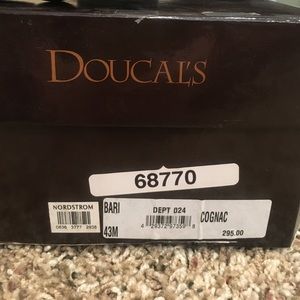 DOUCAL'S
68770
NORDSTROM
BARI
DEPT 024
COGNAC
43M
295.00